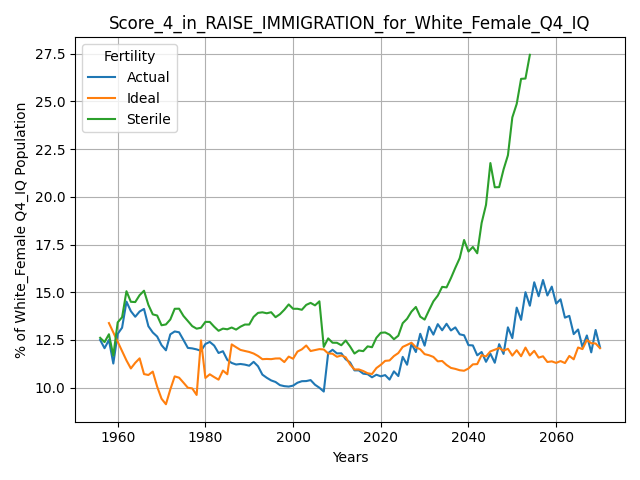 Score_4_in_RAISE_IMMIGRATION_for_White_Female_Q4_IQ
27.5
25.0
22.5
20.0
17.5
15.0
12.5
10.0
% of White_Female Q4_IQ Population
Fertility
Actual
Ideal
Sterile
1960 1980 2000 2020 2040 2060
Years